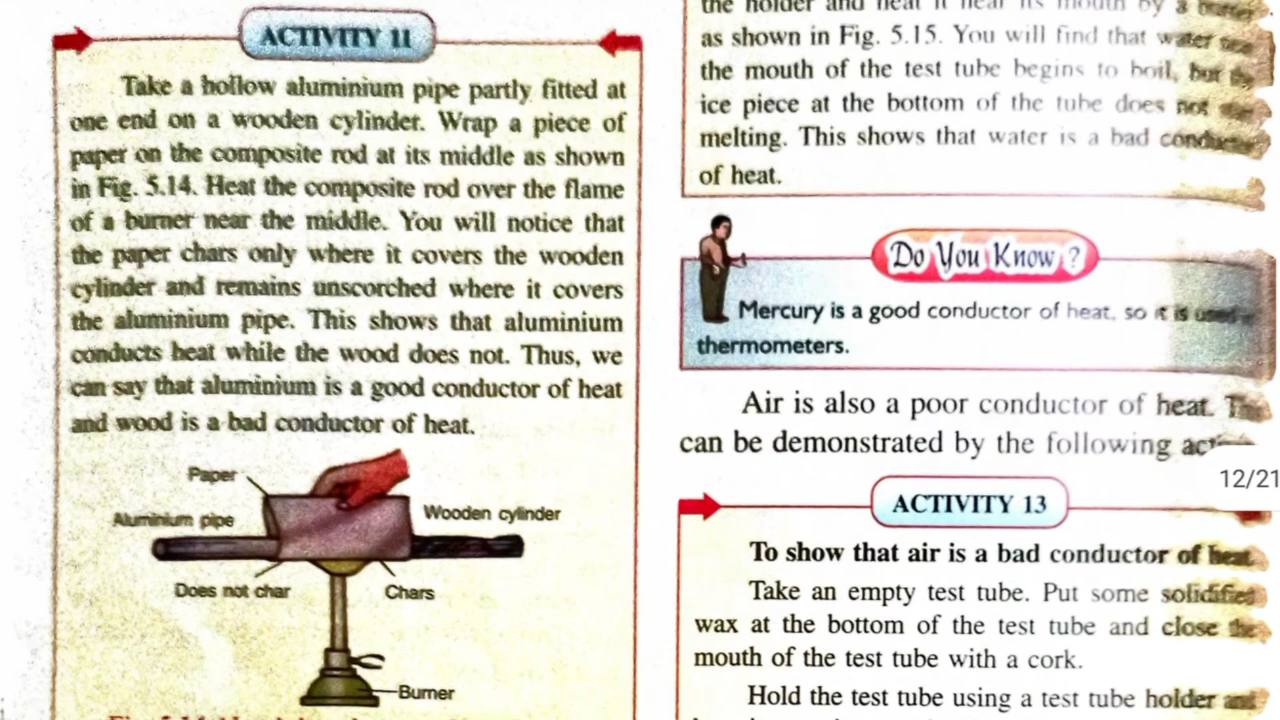 ACTIVITY 11
Take a hollow aluminium pipe partly fitted at
one end on a wooden cylinder. Wrap a piece of
paper on the composite rod at its middle as shown
in Fig. 5.14. Heat the composite rod over the flame
of a burner near the middle. You will notice that
the paper chars only where it covers the wooden
cylinder and remains unscorched where it covers
the aluminium pipe. This shows that aluminium
conducts heat while the wood does not. Thus, we
can say that aluminium is a good conductor of heat
and wood is a bad conductor of heat.
Paper
Aluminium pipe
Wooden cylinder
Does not char
Chars
Burner
the holder and heat it near its mouth by a
as shown in Fig. 5.15. You will find that water
the mouth of the test tube begins to boil, but the
ice piece at the bottom of the tube does not
melting. This shows that water is a bad
of heat.
Do You Know ?
Mercury is a good conductor of heat, so it is used
thermometers.
Air is also a poor conductor of heat.
can be demonstrated by the following
12/21
ACTIVITY 13
To show that air is a bad conductor of heat
Take an empty test tube. Put some solidified
wax at the bottom of the test tube and close the
mouth of the test tube with a cork.
Hold the test tube using a test tube holder and